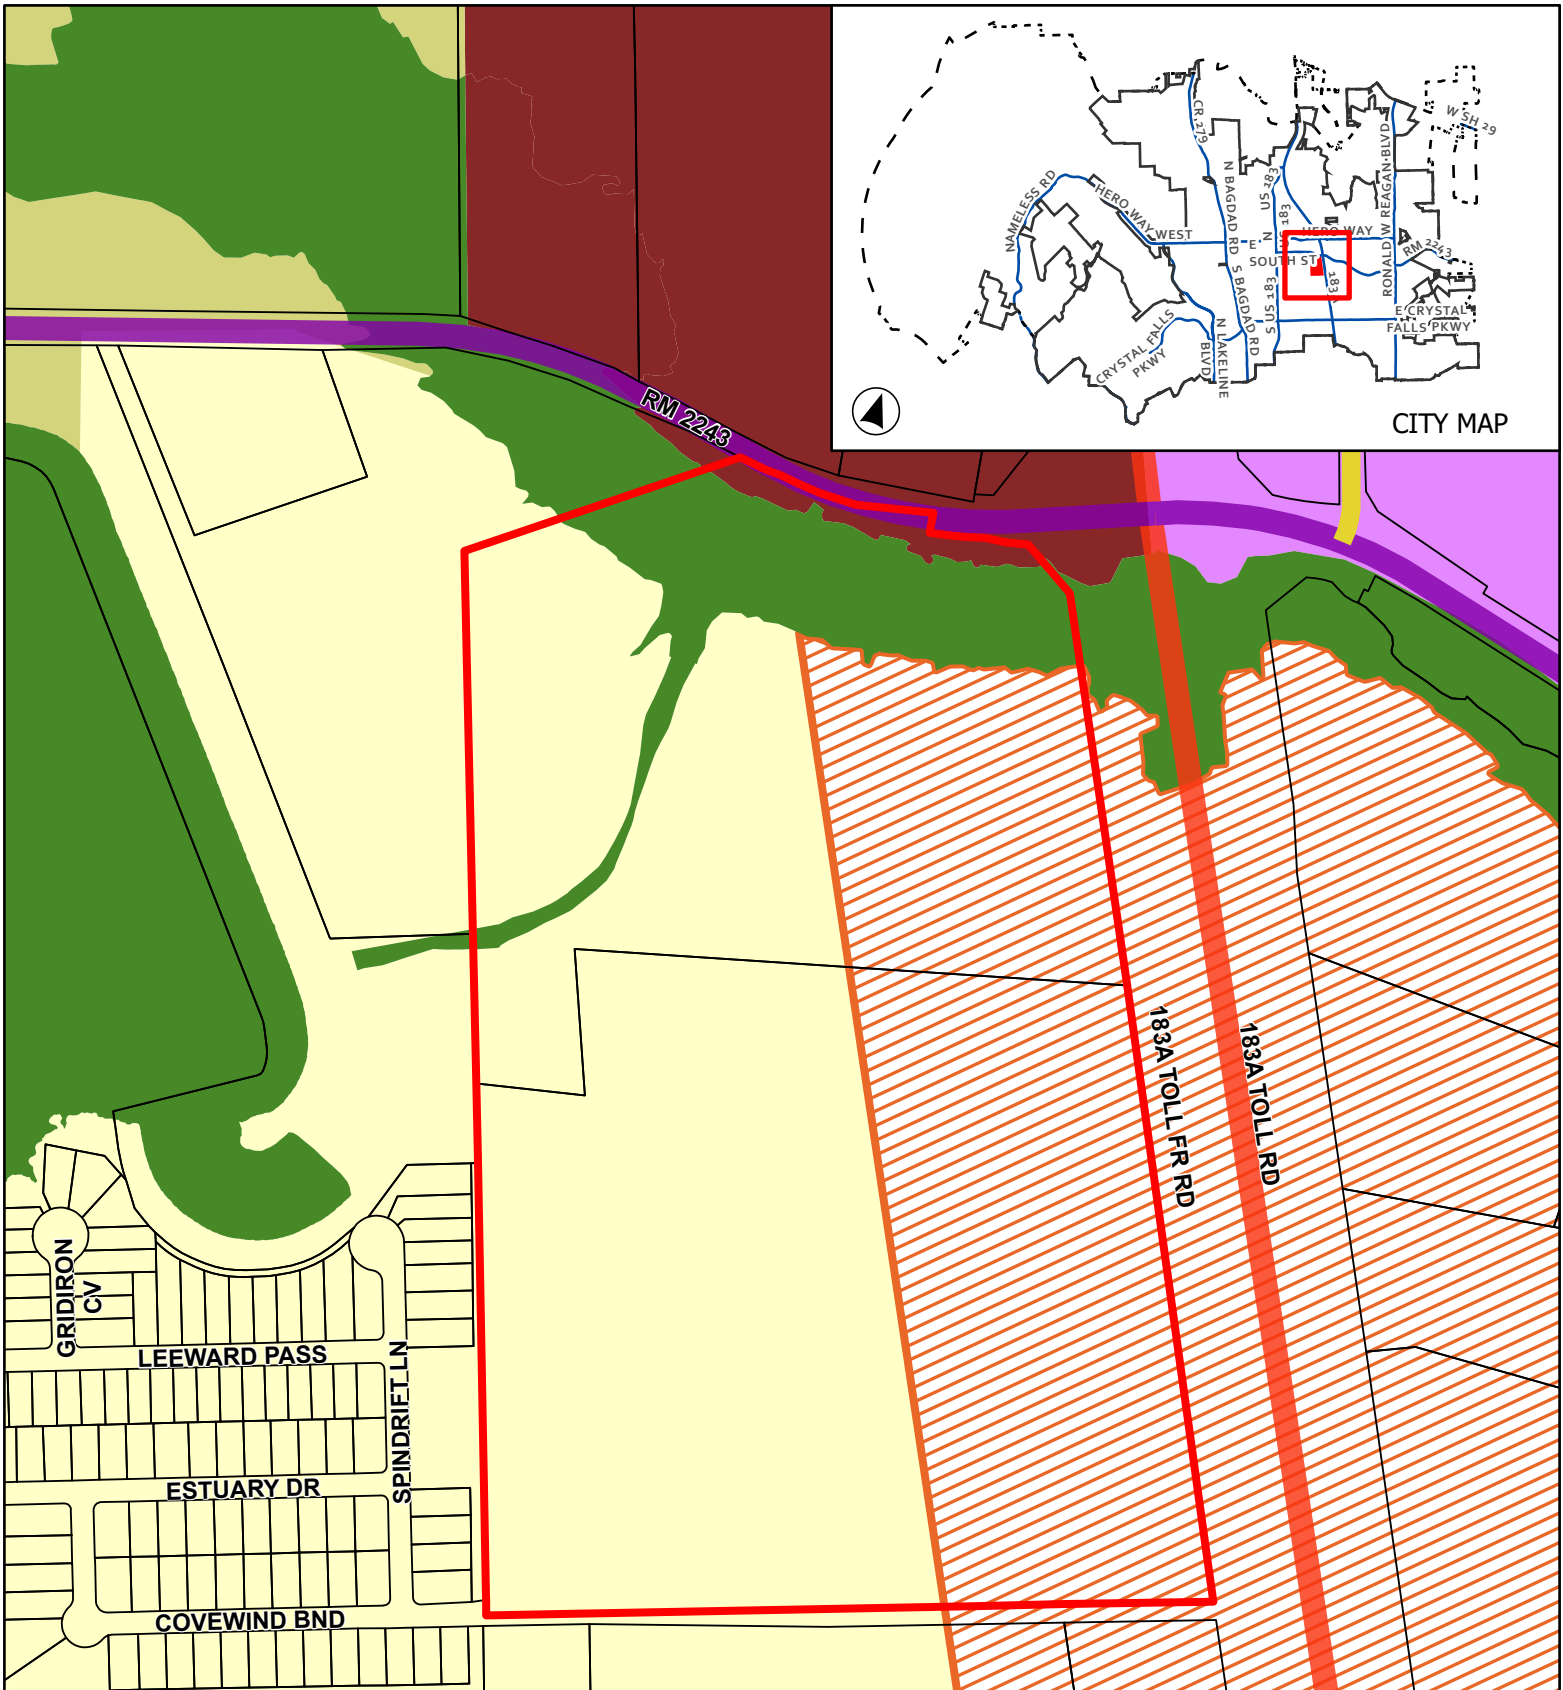 W SH 29
CR 279
RONALD W REAGAN BLVD
N BAGDAD RD
US 183
NAMELESS RD
HERO WAY
WEST
E
N
US 183
HERO WAY
SOUTH ST
RM 2243
183A
S US 183
S BAGDAD RD
E CRYSTAL
FALLS PKWY
CRYSTAL FALLS
PKWY
N LAKELINE
BLVD
CITY MAP
RM 2243
183A TOLL FR RD
183A TOLL RD
GRIDIRON
CV
LEEWARD PASS
SPINDRIFT LN
ESTUARY DR
COVEWIND BND